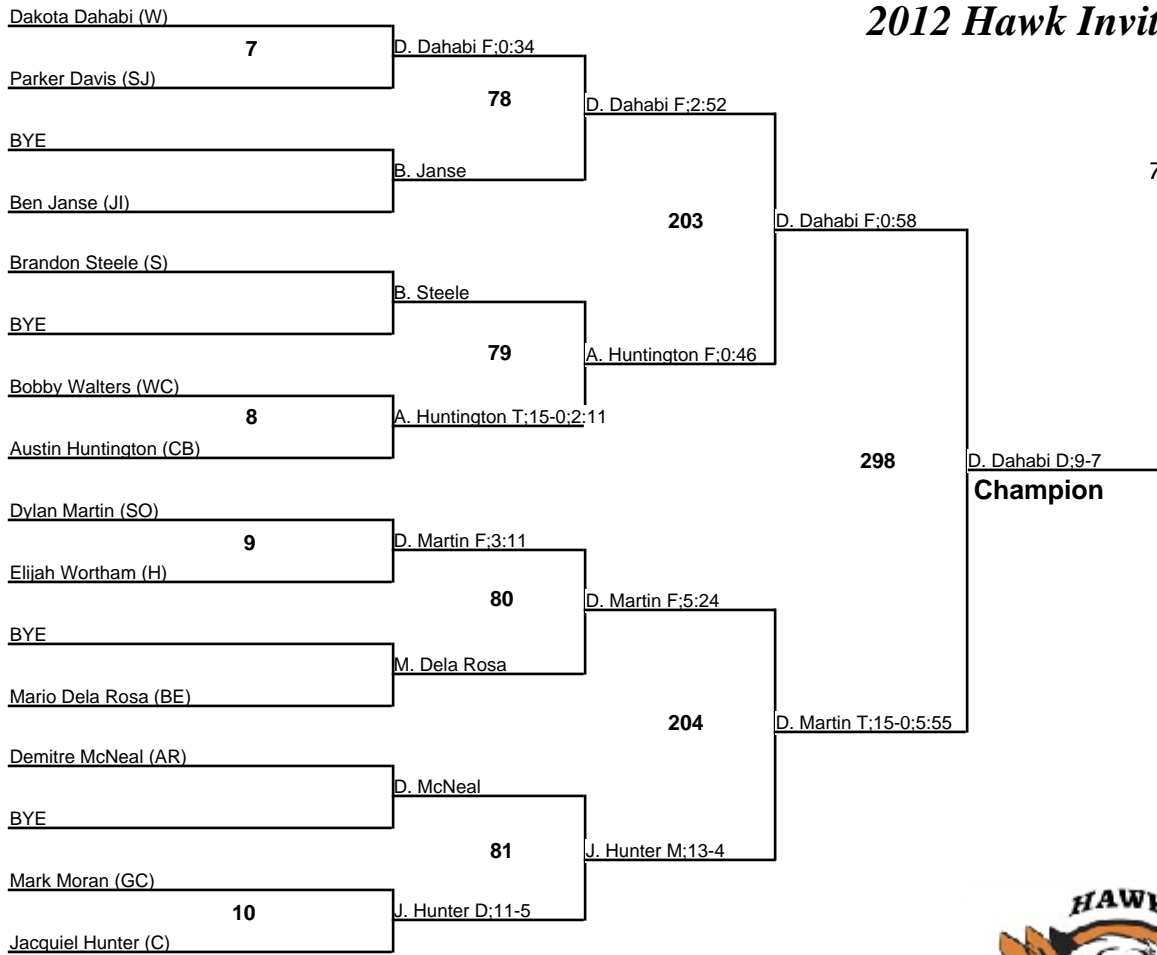 2012 Hawk Invit
7
Dakota Dahabi (W)
7
Parker Davis (SJ)
BYE
Ben Janse (JI)
Brandon Steele (S)
BYE
Bobby Walters (WC)
8
Austin Huntington (CB)
Dylan Martin (SO)
9
Elijah Wortham (H)
BYE
Mario Dela Rosa (BE)
Demitre McNeal (AR)
BYE
Mark Moran (GC)
10
Jacquiel Hunter (C)
D. Dahabi F;0:34
78
B. Janse
B. Steele
79
A. Huntington T;15-0;2:11
D. Martin F;3:11
80
M. Dela Rosa
D. McNeal
81
J. Hunter D;11-5
D. Dahabi F;2:52
203
A. Huntington F;0:46
D. Martin F;5:24
204
J. Hunter M;13-4
D. Dahabi F;0:58
298
D. Martin T;15-0;5:55
D. Dahabi D;9-7
Champion
HAWK